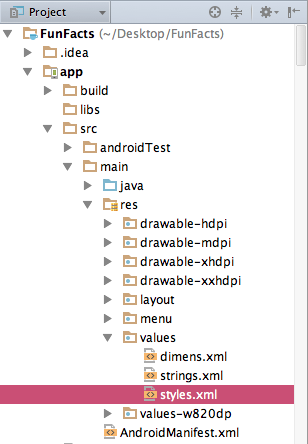 Project
FunFacts (~/Desktop/FunFacts)
.idea
app
build
libs
src
androidTest
main
java
res
drawable-hdpi
drawable-mdpi
drawable-xhdpi
drawable-xxhdpi
layout
menu
values
dimens.xml
strings.xml
styles.xml
values-w820dp
AndroidManifest.xml